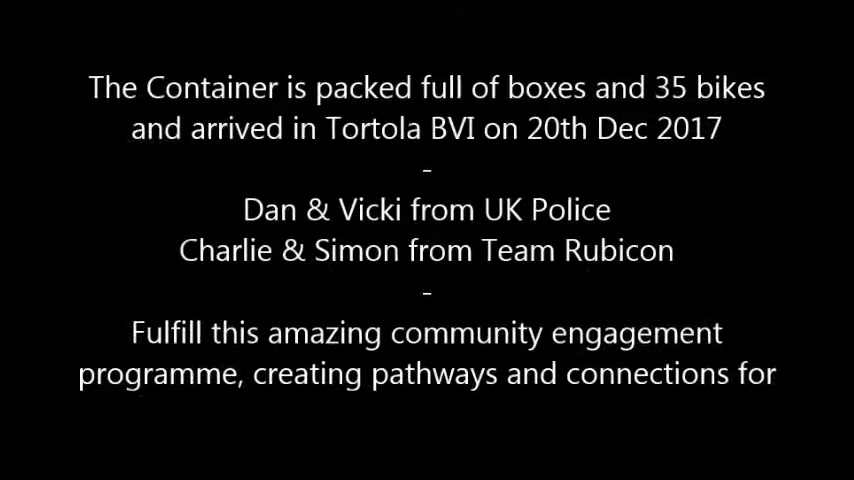 The Container is packed full of boxes and 35 bikes
and arrived in Tortola BVI on 20th Dec 2017
-
Dan & Vicki from UK Police
Charlie & Simon from Team Rubicon
-
Fulfill this amazing community engagement
programme, creating pathways and connections for